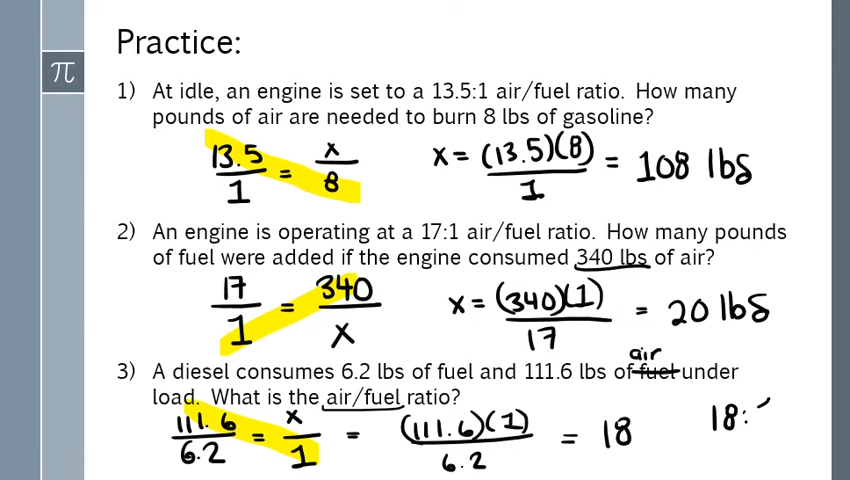 Practice:
π
1) At idle, an engine is set to a 13.5:1 air/fuel ratio. How many
pounds of air are needed to burn 8 lbs of gasoline?
13.5/1 = x/8 x = (13.5)(8)/1 = 108 lbs
2) An engine is operating at a 17:1 air/fuel ratio. How many pounds
of fuel were added if the engine consumed 340 lbs of air?
17/1 = 340/x x = (340)(1)/17 = 20 lbs
air
3) A diesel consumes 6.2 lbs of fuel and 111.6 lbs of fuel under
load. What is the air/fuel ratio?
111.6/6.2 = x/1 = (111.6)(1)/6.2 = 18 18: